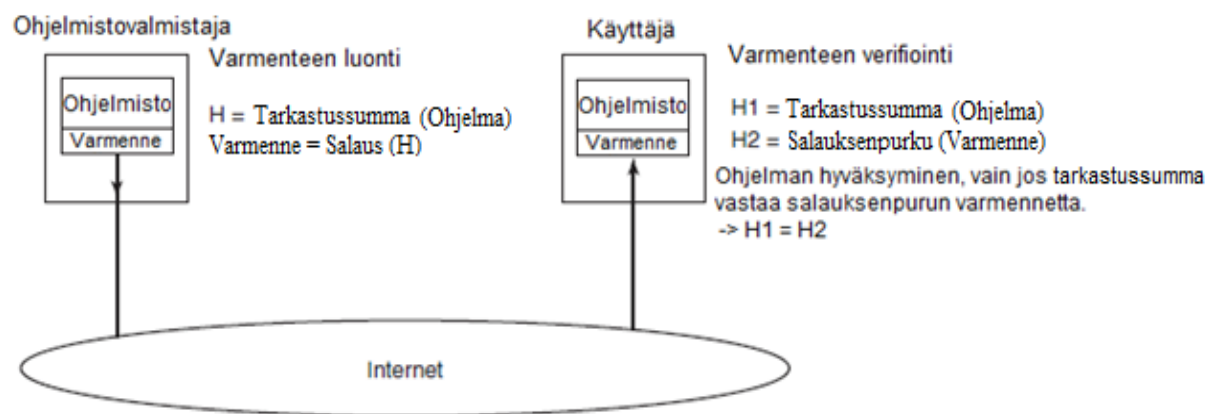 Ohjelmistovalmistaja
Varmenteen luonti
Ohjelmisto
Varmenne
H = Tarkastussumma (Ohjelma)
Varmenne = Salaus (H)
Käyttäjä
Varmenteen verifiointi
Ohjelmisto
Varmenne
H1 = Tarkastussumma (Ohjelma)
H2 = Salauksenpurku (Varmenne)
Ohjelman hyväksyminen, vain jos tarkastussumma
vastaa salauksenpurun varmennetta.
-> H1 = H2
Internet